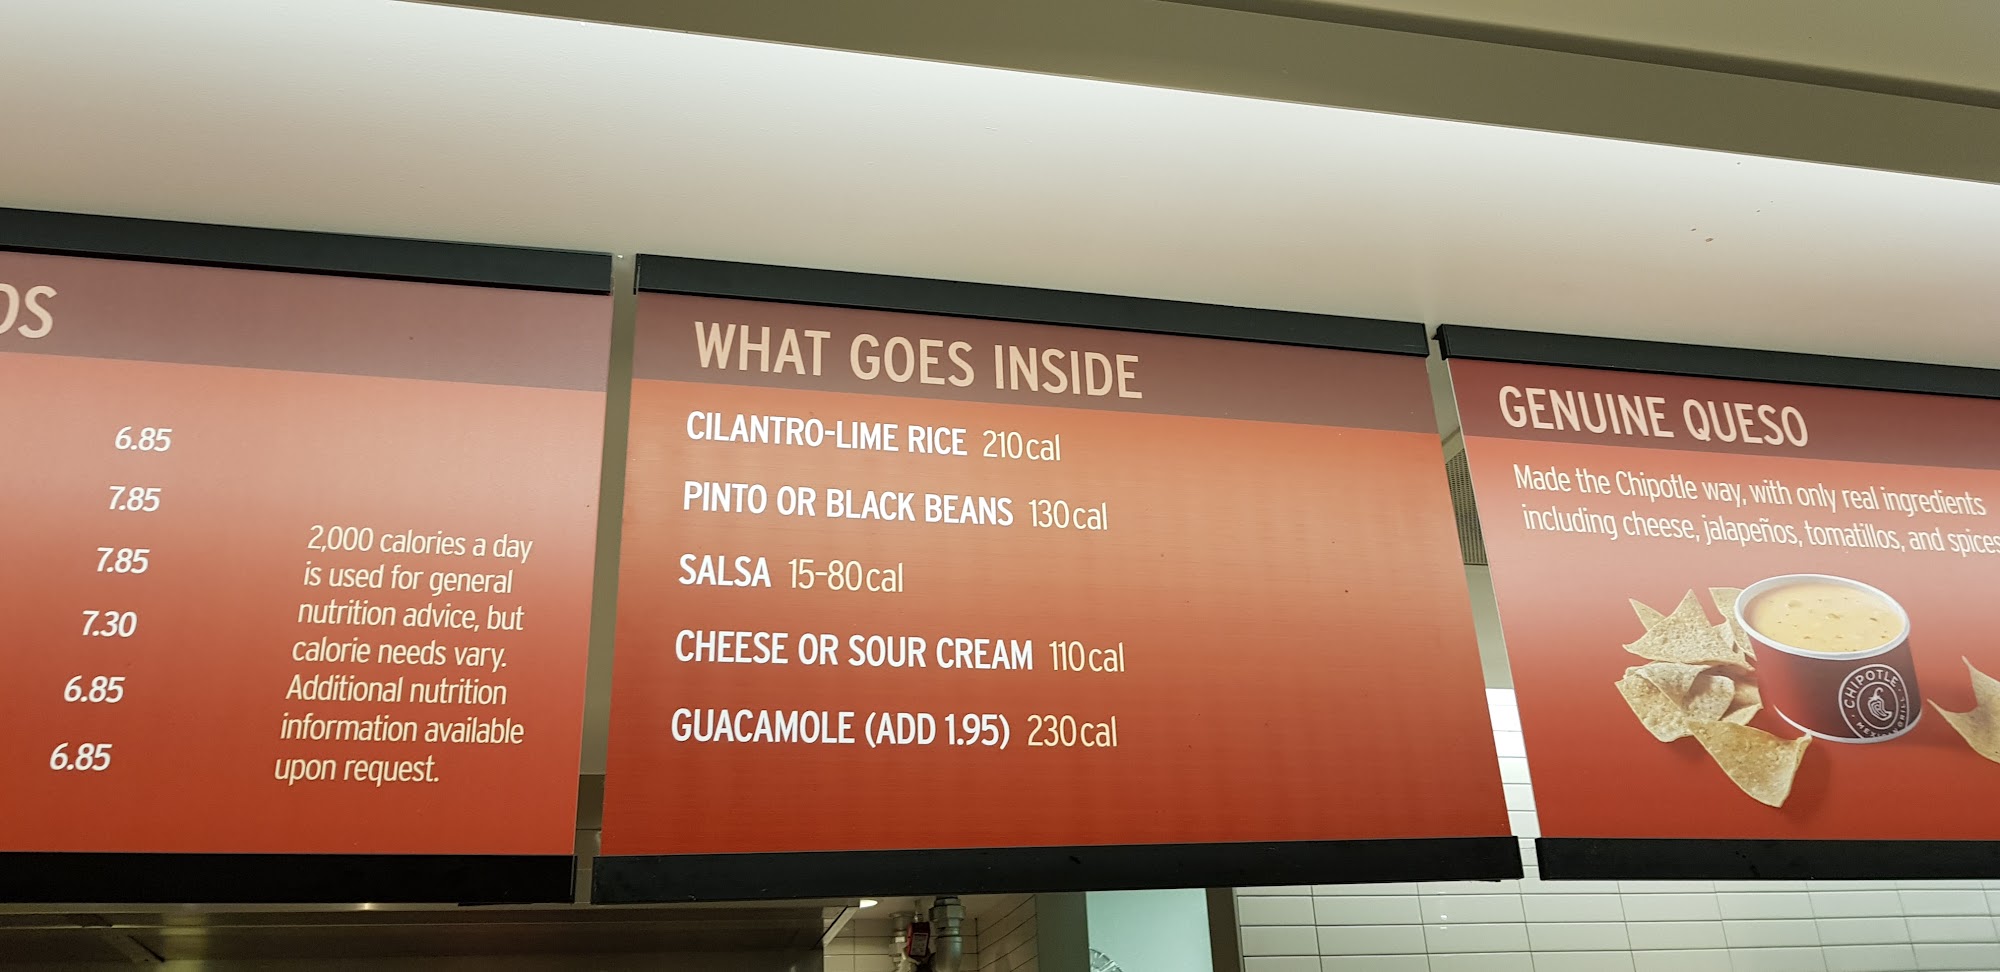 6.85
7.85
7.85
7.30
6.85
6.85
2,000 calories a day
is used for general
nutrition advice, but
calorie needs vary.
Additional nutrition
information available
upon request.
WHAT GOES INSIDE
CILANTRO-LIME RICE 210 cal
PINTO OR BLACK BEANS 130 cal
SALSA 15-80 cal
CHEESE OR SOUR CREAM 110 cal
GUACAMOLE (ADD 1.95) 230 cal
GENUINE QUESO
Made the Chipotle way, with only real ingredients
including cheese, jalapeños, tomatillos, and spices
CHIPOTLE